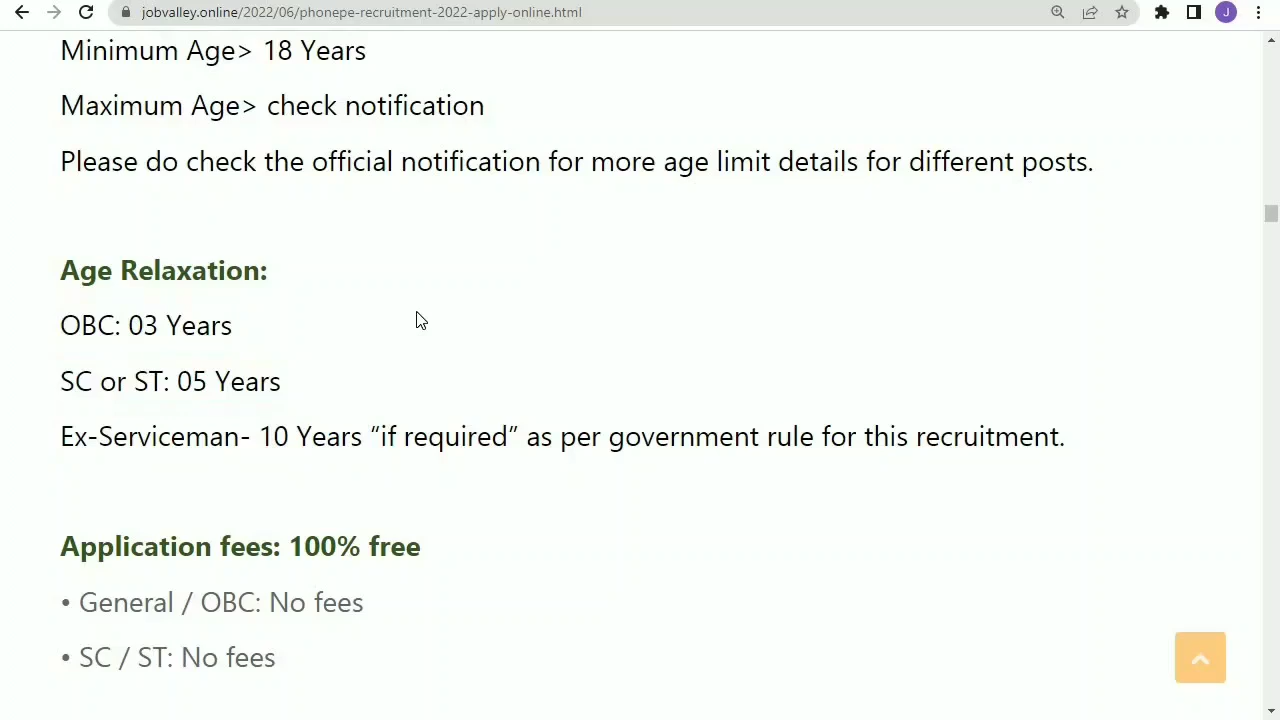 jobvalley.online/2022/06/phonepe-recruitment-2022-apply-online.html
J
Minimum Age> 18 Years
Maximum Age> check notification
Please do check the official notification for more age limit details for different posts.
Age Relaxation:
OBC: 03 Years
SC or ST: 05 Years
Ex-Serviceman- 10 Years “if required” as per government rule for this recruitment.
Application fees: 100% free
• General / OBC: No fees
• SC / ST: No fees